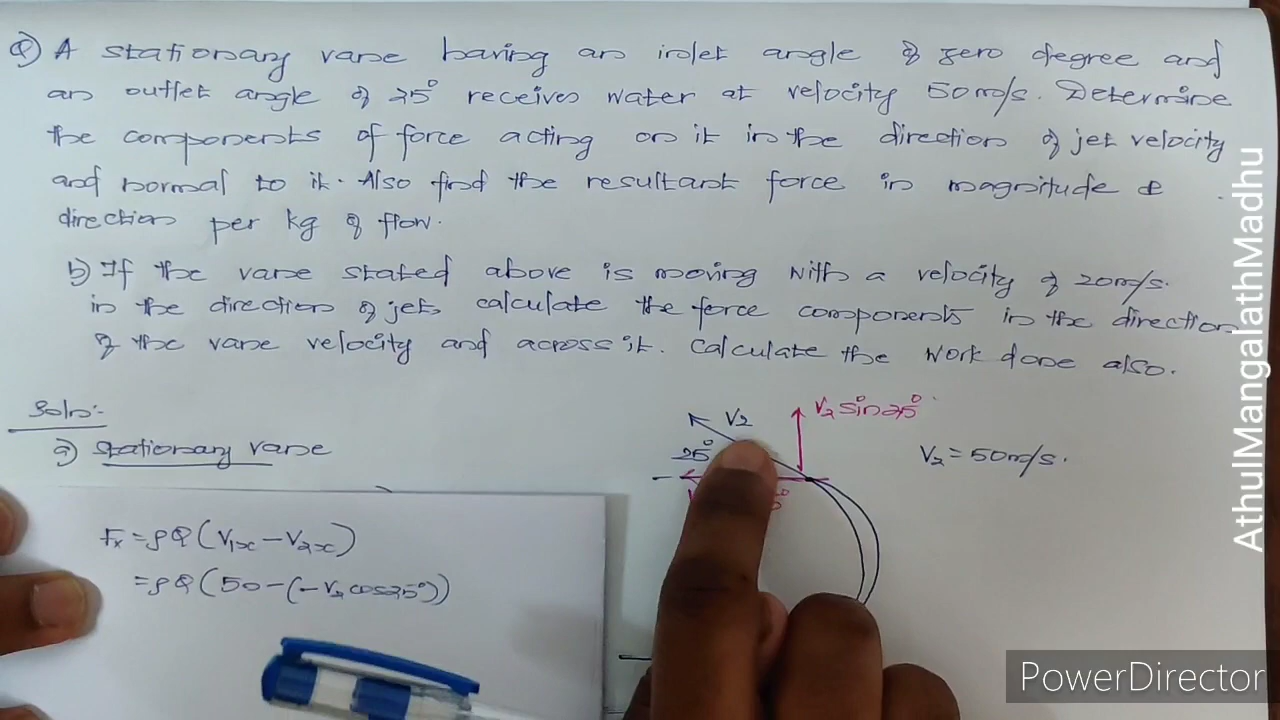 Q) A stationary vane having an inlet angle of zero degree and
an outlet angle of 25° receives water at velocity 50m/s. Determine
the components of force acting on it in the direction of jet velocity
and normal to it. Also find the resultant force in magnitude &
direction per kg of flow.
b) If the vane stated above is moving with a velocity of 20m/s.
in the direction of jet, calculate the force components in the direction
of the vane velocity and across it. Calculate the work done also.
Soln:-
a) Stationary vane
V2
V2 sin25°
25°
V2 = 50m/s.
Fx = ρQ(V1x - V2x)
= ρQ(50-(-V2 cos25°))
AthulMangalathMadhu
PowerDirector